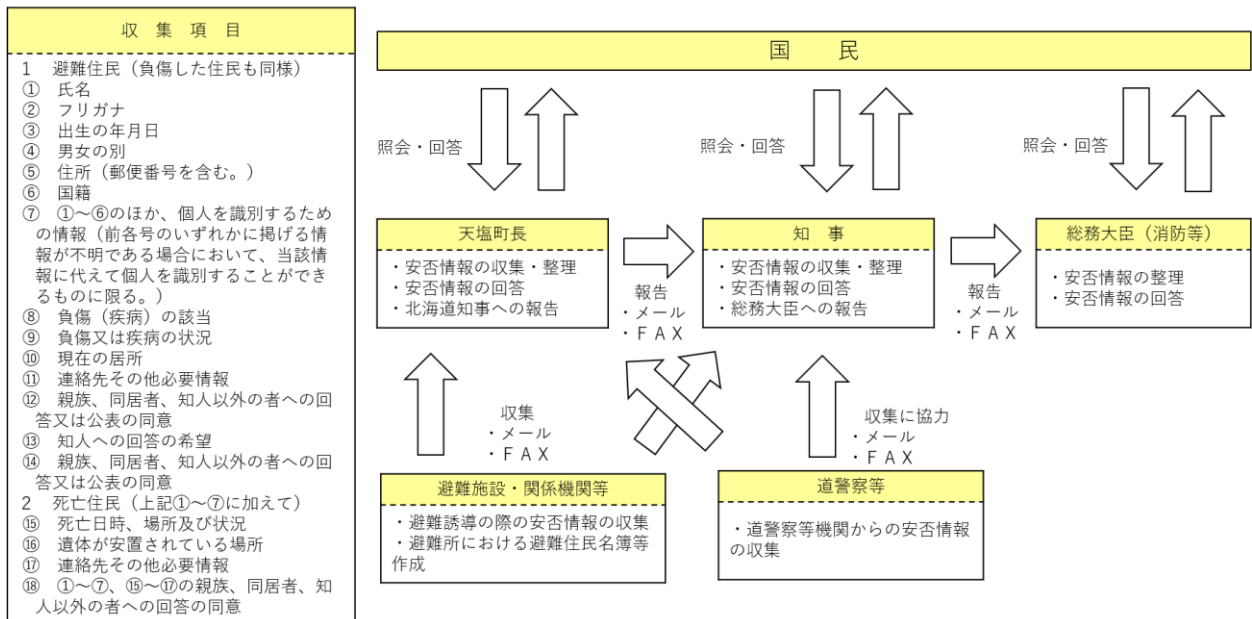 収　集　項　目
1　避難住民（負傷した住民も同様）
①　氏名
②　フリガナ
③　出生の年月日
④　男女の別
⑤　住所（郵便番号を含む。）
⑥　国籍
⑦　①～⑥のほか、個人を識別するため
の情報（前各号のいずれかに掲げる情
報が不明である場合において、当該情
報に代えて個人を識別することができ
るものに限る。）
⑧　負傷（疾病）の該当
⑨　負傷又は疾病の状況
⑩　現在の居所
⑪　連絡先その他必要情報
⑫　親族、同居者、知人以外の者への回
答又は公表の同意
⑬　知人への回答の希望
⑭　親族、同居者、知人以外の者への回
答又は公表の同意
2　死亡住民（上記①～⑦に加えて）
⑮　死亡日時、場所及び状況
⑯　遺体が安置されている場所
⑰　連絡先その他必要情報
⑱　①～⑦、⑮～⑰の親族、同居者、知
人以外の者への回答の同意
国　民
照会・回答
照会・回答
照会・回答
天塩町長
・安否情報の収集・整理
・安否情報の回答
・北海道知事への報告
報告
・メール
・ＦＡＸ
知　事
・安否情報の収集・整理
・安否情報の回答
・総務大臣への報告
報告
・メール
・ＦＡＸ
総務大臣（消防等）
・安否情報の整理
・安否情報の回答
収集
・メール
・ＦＡＸ
収集に協力
・メール
・ＦＡＸ
避難施設・関係機関等
・避難誘導の際の安否情報の収集
・避難所における避難住民名簿等
作成
道警察等
・道警察等機関からの安否情報
の収集